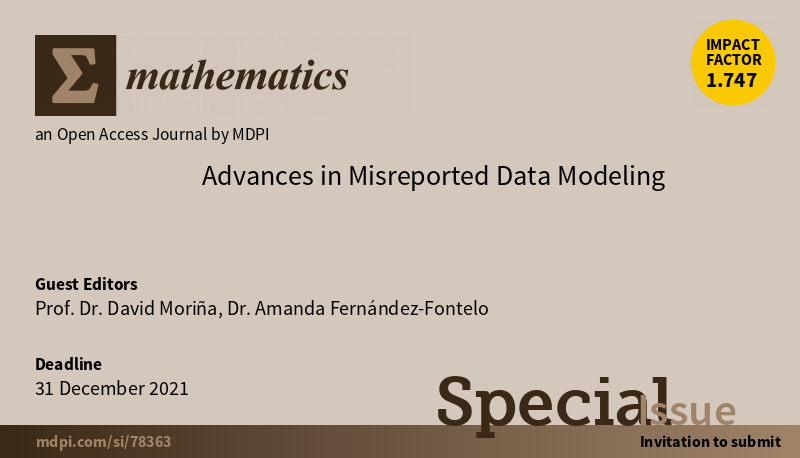 Σ mathematics
IMPACT
FACTOR
1.747
an Open Access Journal by MDPI
Advances in Misreported Data Modeling
Guest Editors
Prof. Dr. David Moriña, Dr. Amanda Fernández-Fontelo
Deadline
31 December 2021
Special Issue
mdpi.com/si/78363
Invitation to submit